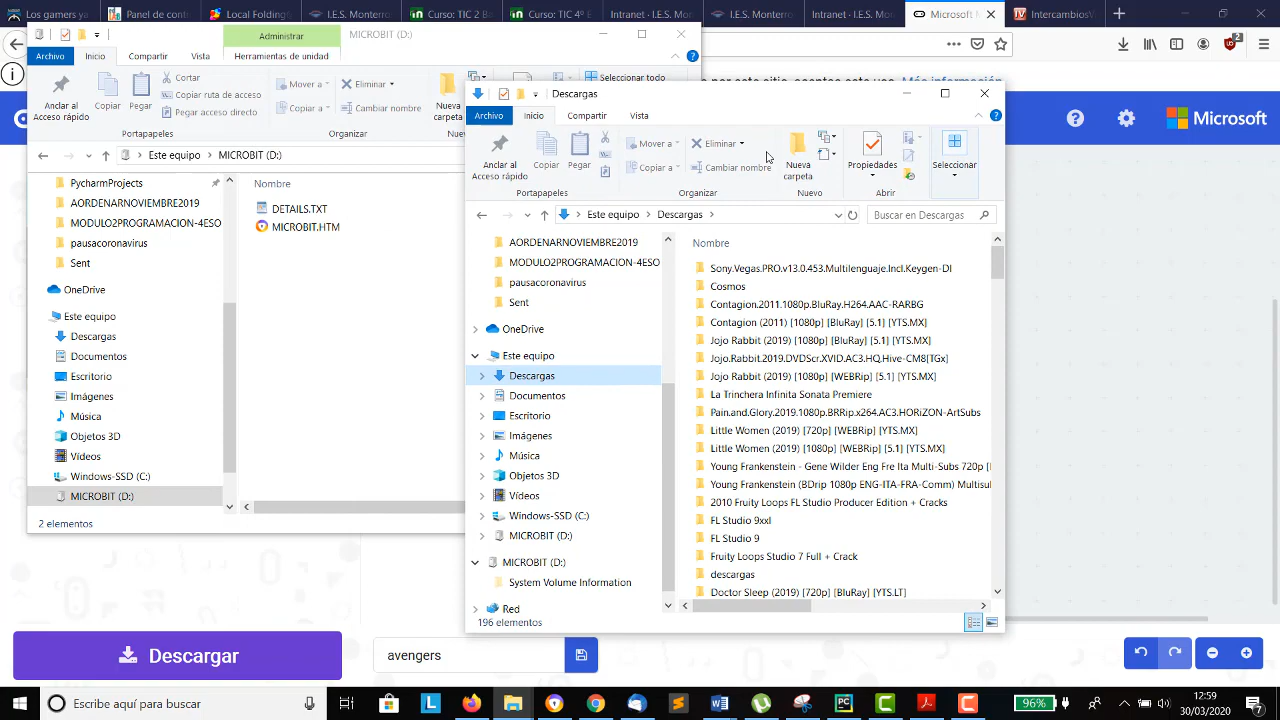 Los gamers ya
Panel de contr
Local Foldingh
I.E.S. Monterro
Curso: TIC 2 Ba
Curso: TIC 4º E
Intranet - I.E.S. Mon
I.E.S. Monterro
Intranet - I.E.S. Mon
Microsoft M
IntercambiosV
Administrar
MICROBIT (D:)
Archivo
Inicio
Compartir
Vista
Herramientas de unidad
Anclar al
Acceso rápido
Copiar
Pegar
Cortar
Copiar ruta de acceso
Pegar acceso directo
Portapapeles
Mover a
Copiar a
Eliminar
Cambiar nombre
Organizar
Nueva
carpeta
Nuevo
Seleccionar todo
Este equipo > MICROBIT (D:)
PycharmProjects
AORDENARNOVIEMBRE2019
MODULO2PROGRAMACION-4ESO
pausacoronavirus
Sent
OneDrive
Este equipo
Descargas
Documentos
Escritorio
Imágenes
Música
Objetos 3D
Vídeos
Windows-SSD (C:)
MICROBIT (D:)
Nombre
DETAILS.TXT
MICROBIT.HTM
2 elementos
Más información
Microsoft
Descargas
Archivo
Inicio
Compartir
Vista
Anclar al
Acceso rápido
Copiar
Pegar
Portapapeles
Mover a
Copiar a
Eliminar
Cambiar nombre
Organizar
Nueva
carpeta
Nuevo
Propiedades
Abrir
Seleccionar
Este equipo > Descargas >
Buscar en Descargas
AORDENARNOVIEMBRE2019
MODULO2PROGRAMACION-4ESO
pausacoronavirus
Sent
OneDrive
Este equipo
Descargas
Documentos
Escritorio
Imágenes
Música
Objetos 3D
Vídeos
Windows-SSD (C:)
MICROBIT (D:)
MICROBIT (D:)
System Volume Information
Red
Nombre
Sony.Vegas.PRO.v13.0.453.Multilenguaje.Incl.Keygen-DI
Cosmos
Contagion.2011.1080p.BluRay.H264.AAC-RARBG
Contagion (2011) [1080p] [BluRay] [5.1] [YTS.MX]
Jojo Rabbit (2019) [1080p] [BluRay] [5.1] [YTS.MX]
Jojo.Rabbit.2019.DVDScr.XVID.AC3.HQ.Hive-CM8[TGx]
Jojo Rabbit (2019) [1080p] [WEBRip] [5.1] [YTS.MX]
La Trinchera Infinita Sonata Premiere
Pain.and.Glory.2019.1080p.BRRip.x264.AC3.HORiZON-ArtSubs
Little Women (2019) [720p] [WEBRip] [YTS.MX]
Little Women (2019) [1080p] [WEBRip] [5.1] [YTS.MX]
Young Frankenstein - Gene Wilder Eng Fre Ita Multi-Subs 720p [
Young Frankenstein (BDrip 1080p ENG-ITA-FRA-Comm) Multisu
2010 Fruity Loops FL Studio Producer Edition + Cracks
FL Studio 9xxl
FL Studio 9
Fruity Loops Studio 7 Full + Crack
descargas
Doctor Sleep (2019) [720p] [BluRay] [YTS.LT]
196 elementos
Descargar
avengers
Escribe aquí para buscar
96%
12:59
30/03/2020